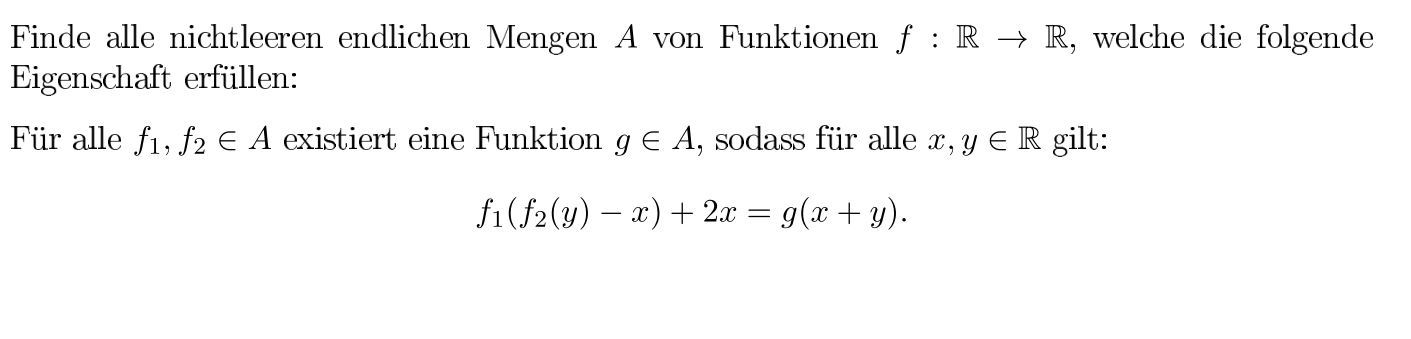 Finde alle nichtleeren endlichen Mengen A von Funktionen f : ℝ → ℝ, welche die folgende
Eigenschaft erfüllen:
Für alle f₁, f₂ ∈ A existiert eine Funktion g ∈ A, sodass für alle x, y ∈ ℝ gilt:
f₁(f₂(y) − x) + 2x = g(x + y).